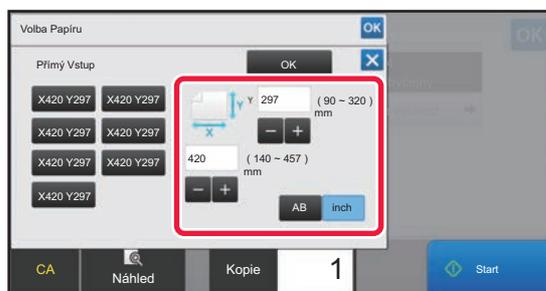 Volba Papíru
OK
OK
Přímý Vstup
OK
X420 Y297
X420 Y297
X420 Y297
X420 Y297
X420 Y297
X420 Y297
X420 Y297
Y
Y
297
( 90 ~ 320 )
mm
X
420
( 140 ~ 457 )
mm
AB
inch
CA
Náhled
Kopie
1
Start